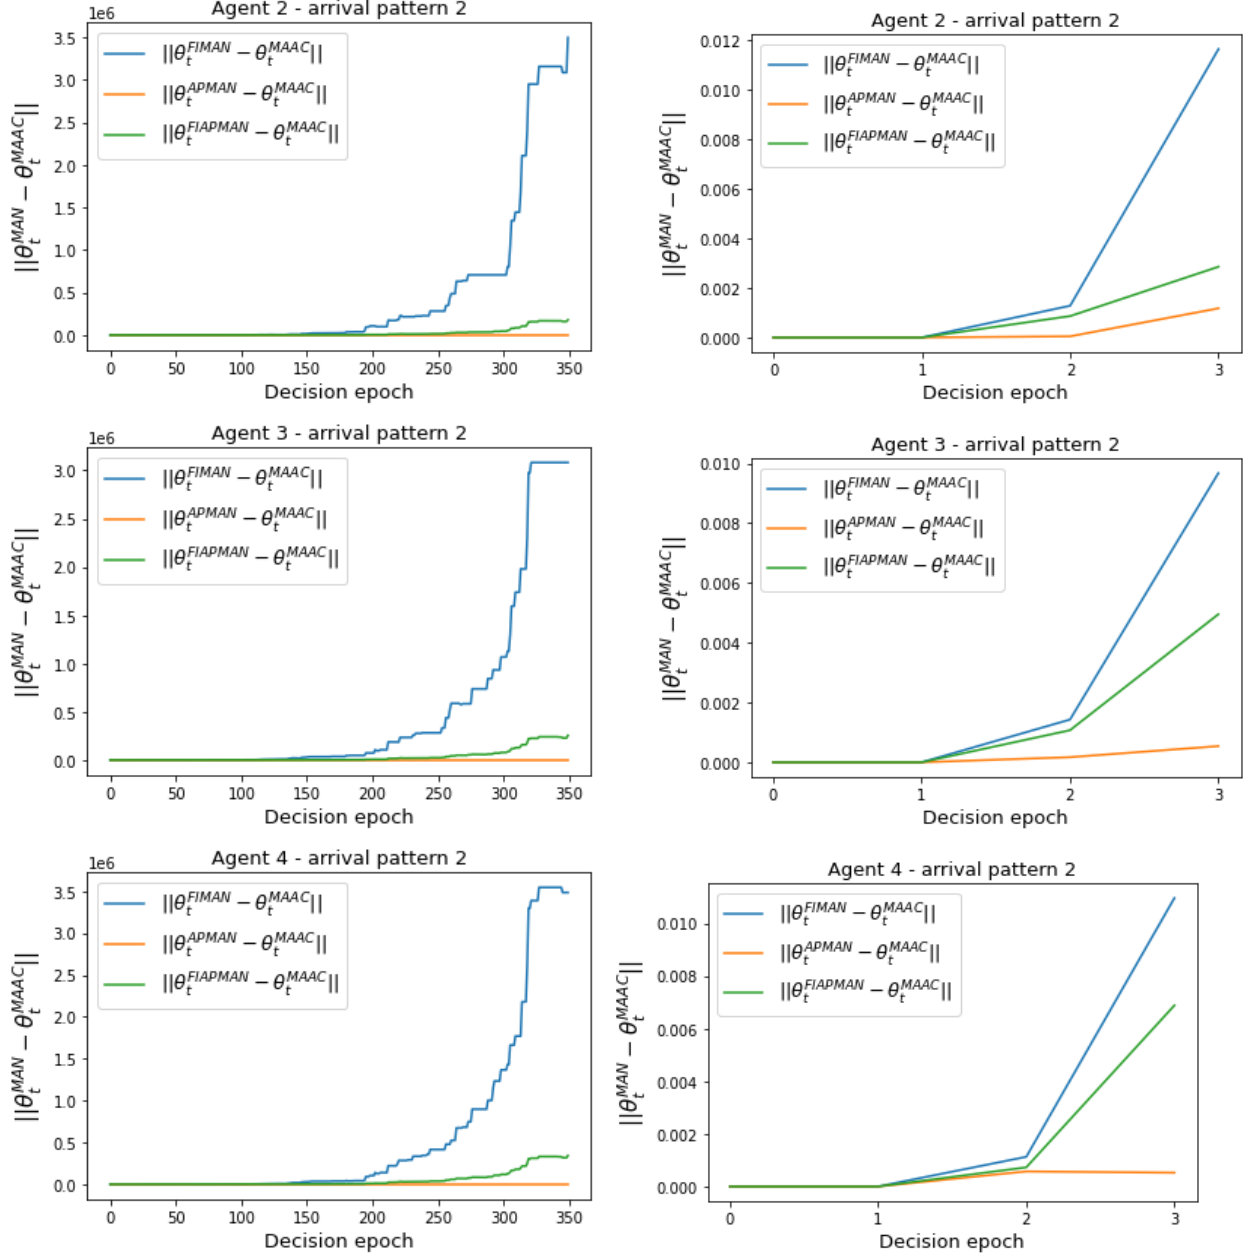 Agent 2 - arrival pattern 2
1e6
||θ_t^{FIMAN} − θ_t^{MAAC}||
||θ_t^{APMAN} − θ_t^{MAAC}||
||θ_t^{FIAPMAN} − θ_t^{MAAC}||
||θ_t^{MAN} − θ_t^{MAAC}||
3.5
3.0
2.5
2.0
1.5
1.0
0.5
0.0
0 50 100 150 200 250 300 350
Decision epoch
Agent 2 - arrival pattern 2
||θ_t^{FIMAN} − θ_t^{MAAC}||
||θ_t^{APMAN} − θ_t^{MAAC}||
||θ_t^{FIAPMAN} − θ_t^{MAAC}||
||θ_t^{MAN} − θ_t^{MAAC}||
0.012
0.010
0.008
0.006
0.004
0.002
0.000
0 1 2 3
Decision epoch
Agent 3 - arrival pattern 2
1e6
||θ_t^{FIMAN} − θ_t^{MAAC}||
||θ_t^{APMAN} − θ_t^{MAAC}||
||θ_t^{FIAPMAN} − θ_t^{MAAC}||
||θ_t^{MAN} − θ_t^{MAAC}||
3.0
2.5
2.0
1.5
1.0
0.5
0.0
0 50 100 150 200 250 300 350
Decision epoch
Agent 3 - arrival pattern 2
||θ_t^{FIMAN} − θ_t^{MAAC}||
||θ_t^{APMAN} − θ_t^{MAAC}||
||θ_t^{FIAPMAN} − θ_t^{MAAC}||
||θ_t^{MAN} − θ_t^{MAAC}||
0.010
0.008
0.006
0.004
0.002
0.000
0 1 2 3
Decision epoch
Agent 4 - arrival pattern 2
1e6
||θ_t^{FIMAN} − θ_t^{MAAC}||
||θ_t^{APMAN} − θ_t^{MAAC}||
||θ_t^{FIAPMAN} − θ_t^{MAAC}||
||θ_t^{MAN} − θ_t^{MAAC}||
3.5
3.0
2.5
2.0
1.5
1.0
0.5
0.0
0 50 100 150 200 250 300 350
Decision epoch
Agent 4 - arrival pattern 2
||θ_t^{FIMAN} − θ_t^{MAAC}||
||θ_t^{APMAN} − θ_t^{MAAC}||
||θ_t^{FIAPMAN} − θ_t^{MAAC}||
||θ_t^{MAN} − θ_t^{MAAC}||
0.010
0.008
0.006
0.004
0.002
0.000
0 1 2 3
Decision epoch